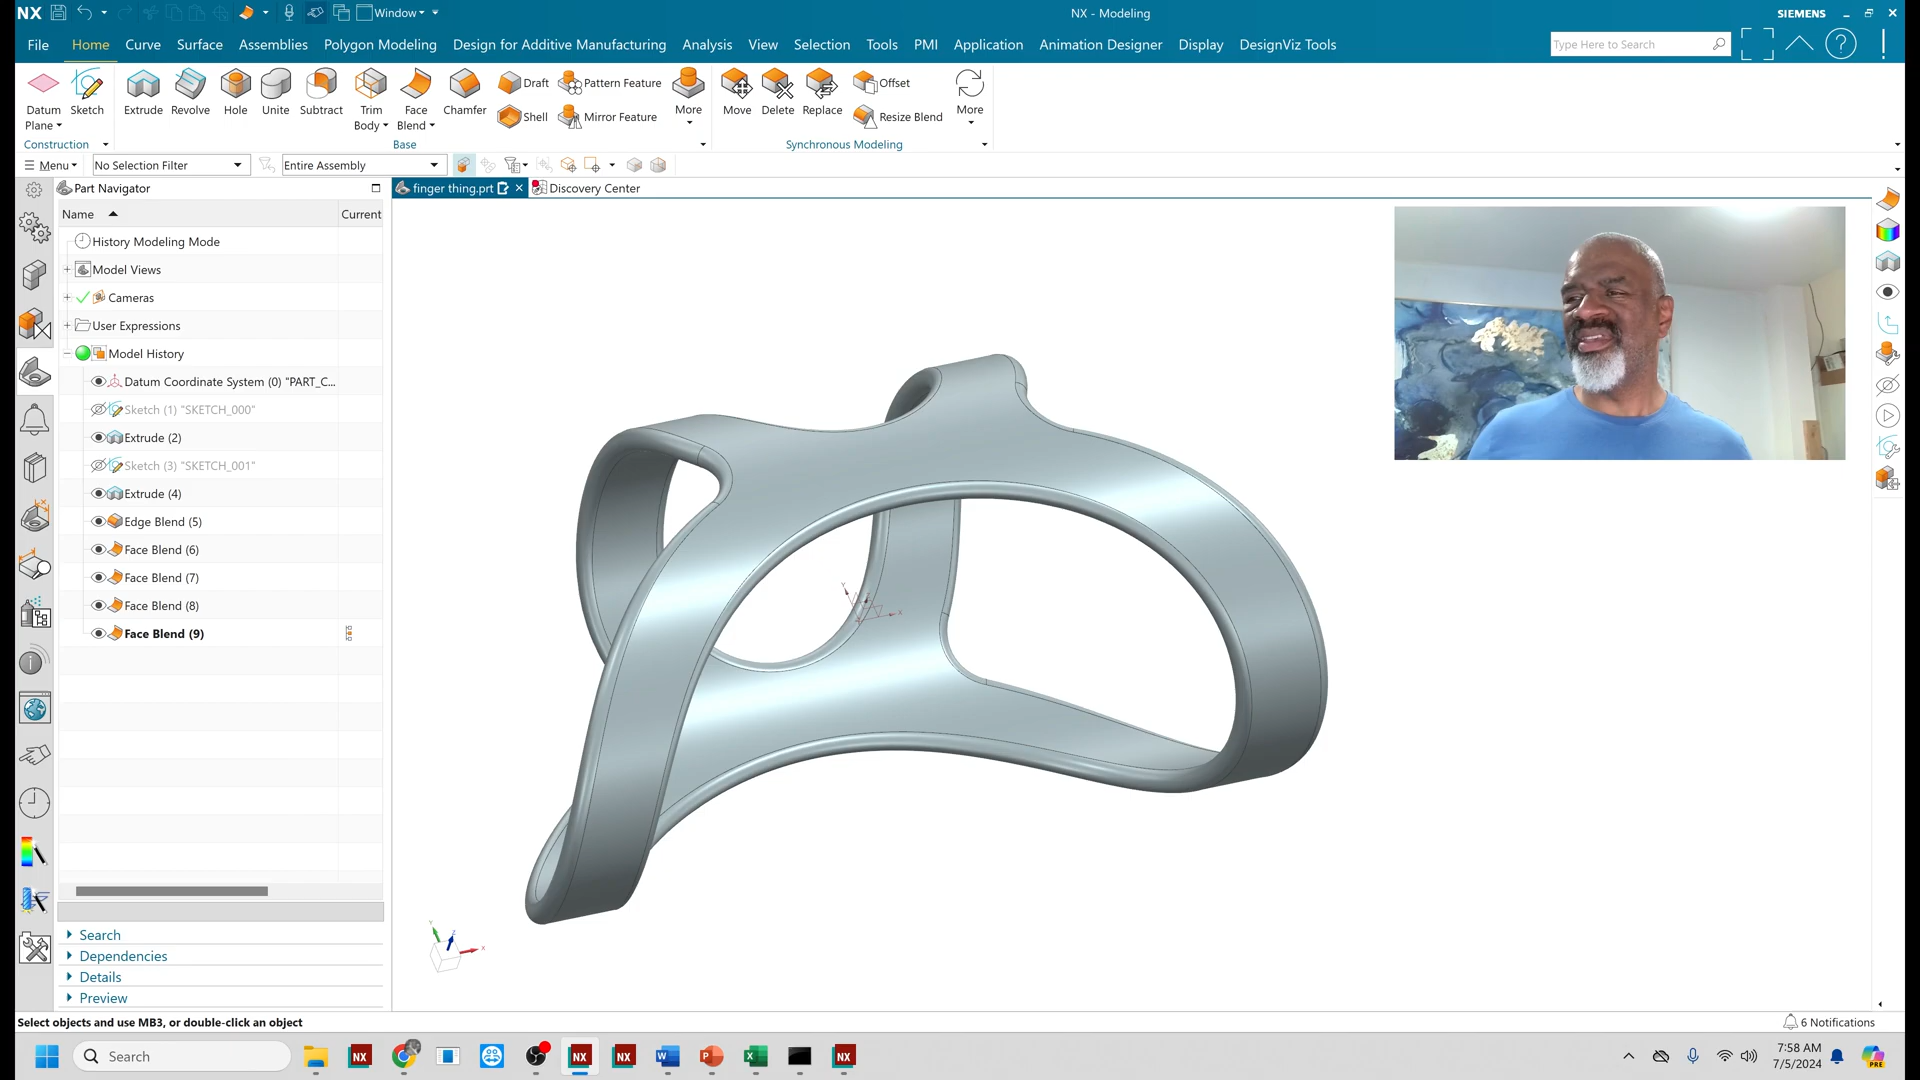 NX Window NX - Modeling SIEMENS
File Home Curve Surface Assemblies Polygon Modeling Design for Additive Manufacturing Analysis View Selection Tools PMI Application Animation Designer Display DesignViz Tools Type Here to Search
Datum Plane Sketch Extrude Revolve Hole Unite Subtract Trim Body Face Blend Chamfer Draft Shell Pattern Feature Mirror Feature More Move Delete Replace Offset Resize Blend More
Construction Base Synchronous Modeling
Menu No Selection Filter Entire Assembly
Part Navigator finger thing.prt Discovery Center
Name Current
History Modeling Mode
Model Views
Cameras
User Expressions
Model History
Datum Coordinate System (0) "PART_C...
Sketch (1) "SKETCH_000"
Extrude (2)
Sketch (3) "SKETCH_001"
Extrude (4)
Edge Blend (5)
Face Blend (6)
Face Blend (7)
Face Blend (8)
Face Blend (9)
Y
X
Y
Z
X
Search
Dependencies
Details
Preview
Select objects and use MB3, or double-click an object 6 Notifications
Search NX NX NX NX 7:58 AM
7/5/2024
PRE